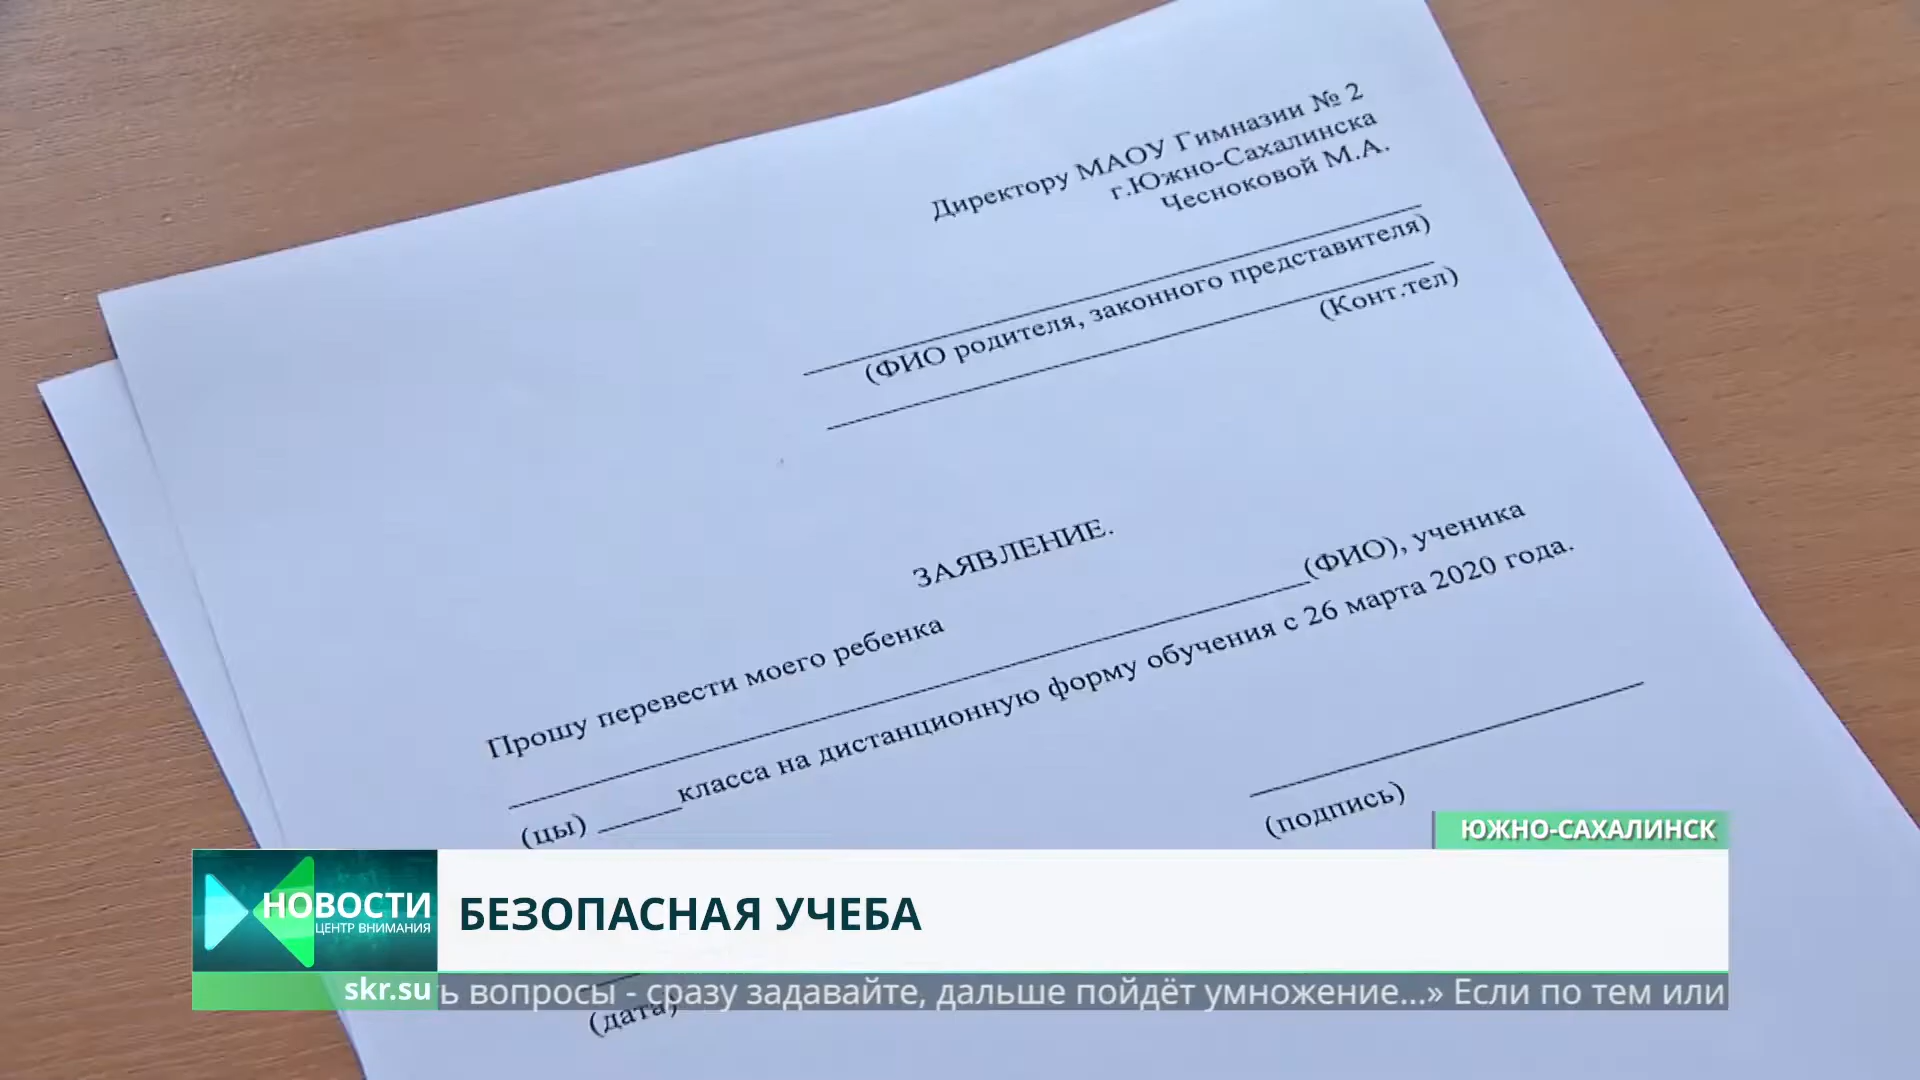 Директору МАОУ Гимназии № 2
г.Южно-Сахалинска
Чесноковой М.А.
(ФИО родителя, законного представителя)
(Конт.тел)
ЗАЯВЛЕНИЕ.
Прошу перевести моего ребенка
(ФИО), ученика
(цы) ______класса на дистанционную форму обучения с 26 марта 2020 года.
(подпись)
ЮЖНО-САХАЛИНСК
НОВОСТИ
ЦЕНТР ВНИМАНИЯ
БЕЗОПАСНАЯ УЧЕБА
skr.su
ь вопросы - сразу задавайте, дальше пойдёт умножение...» Если по тем или
(дата)